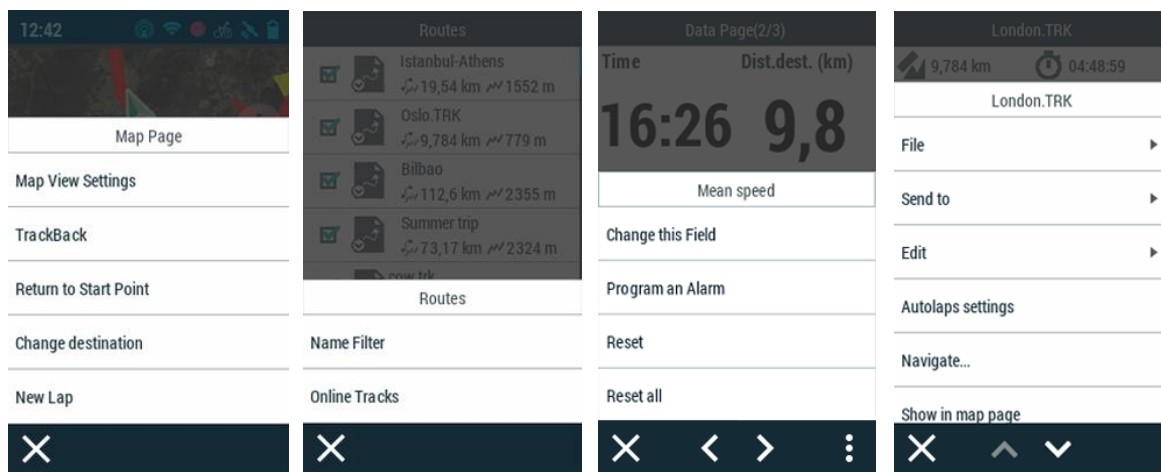 12:42
Map Page
Map View Settings
TrackBack
Return to Start Point
Change destination
New Lap
Routes
Istanbul-Athens
19,54 km 1552 m
Oslo.TRK
9,784 km 779 m
Bilbao
112,6 km 2355 m
Summer trip
73,17 km 2324 m
cow.trk
Routes
Name Filter
Online Tracks
Data Page(2/3)
Time Dist.dest. (km)
16:26 9,8
Mean speed
Change this Field
Program an Alarm
Reset
Reset all
London.TRK
9,784 km 04:48:59
London.TRK
File
Send to
Edit
Autolaps settings
Navigate...
Show in map page